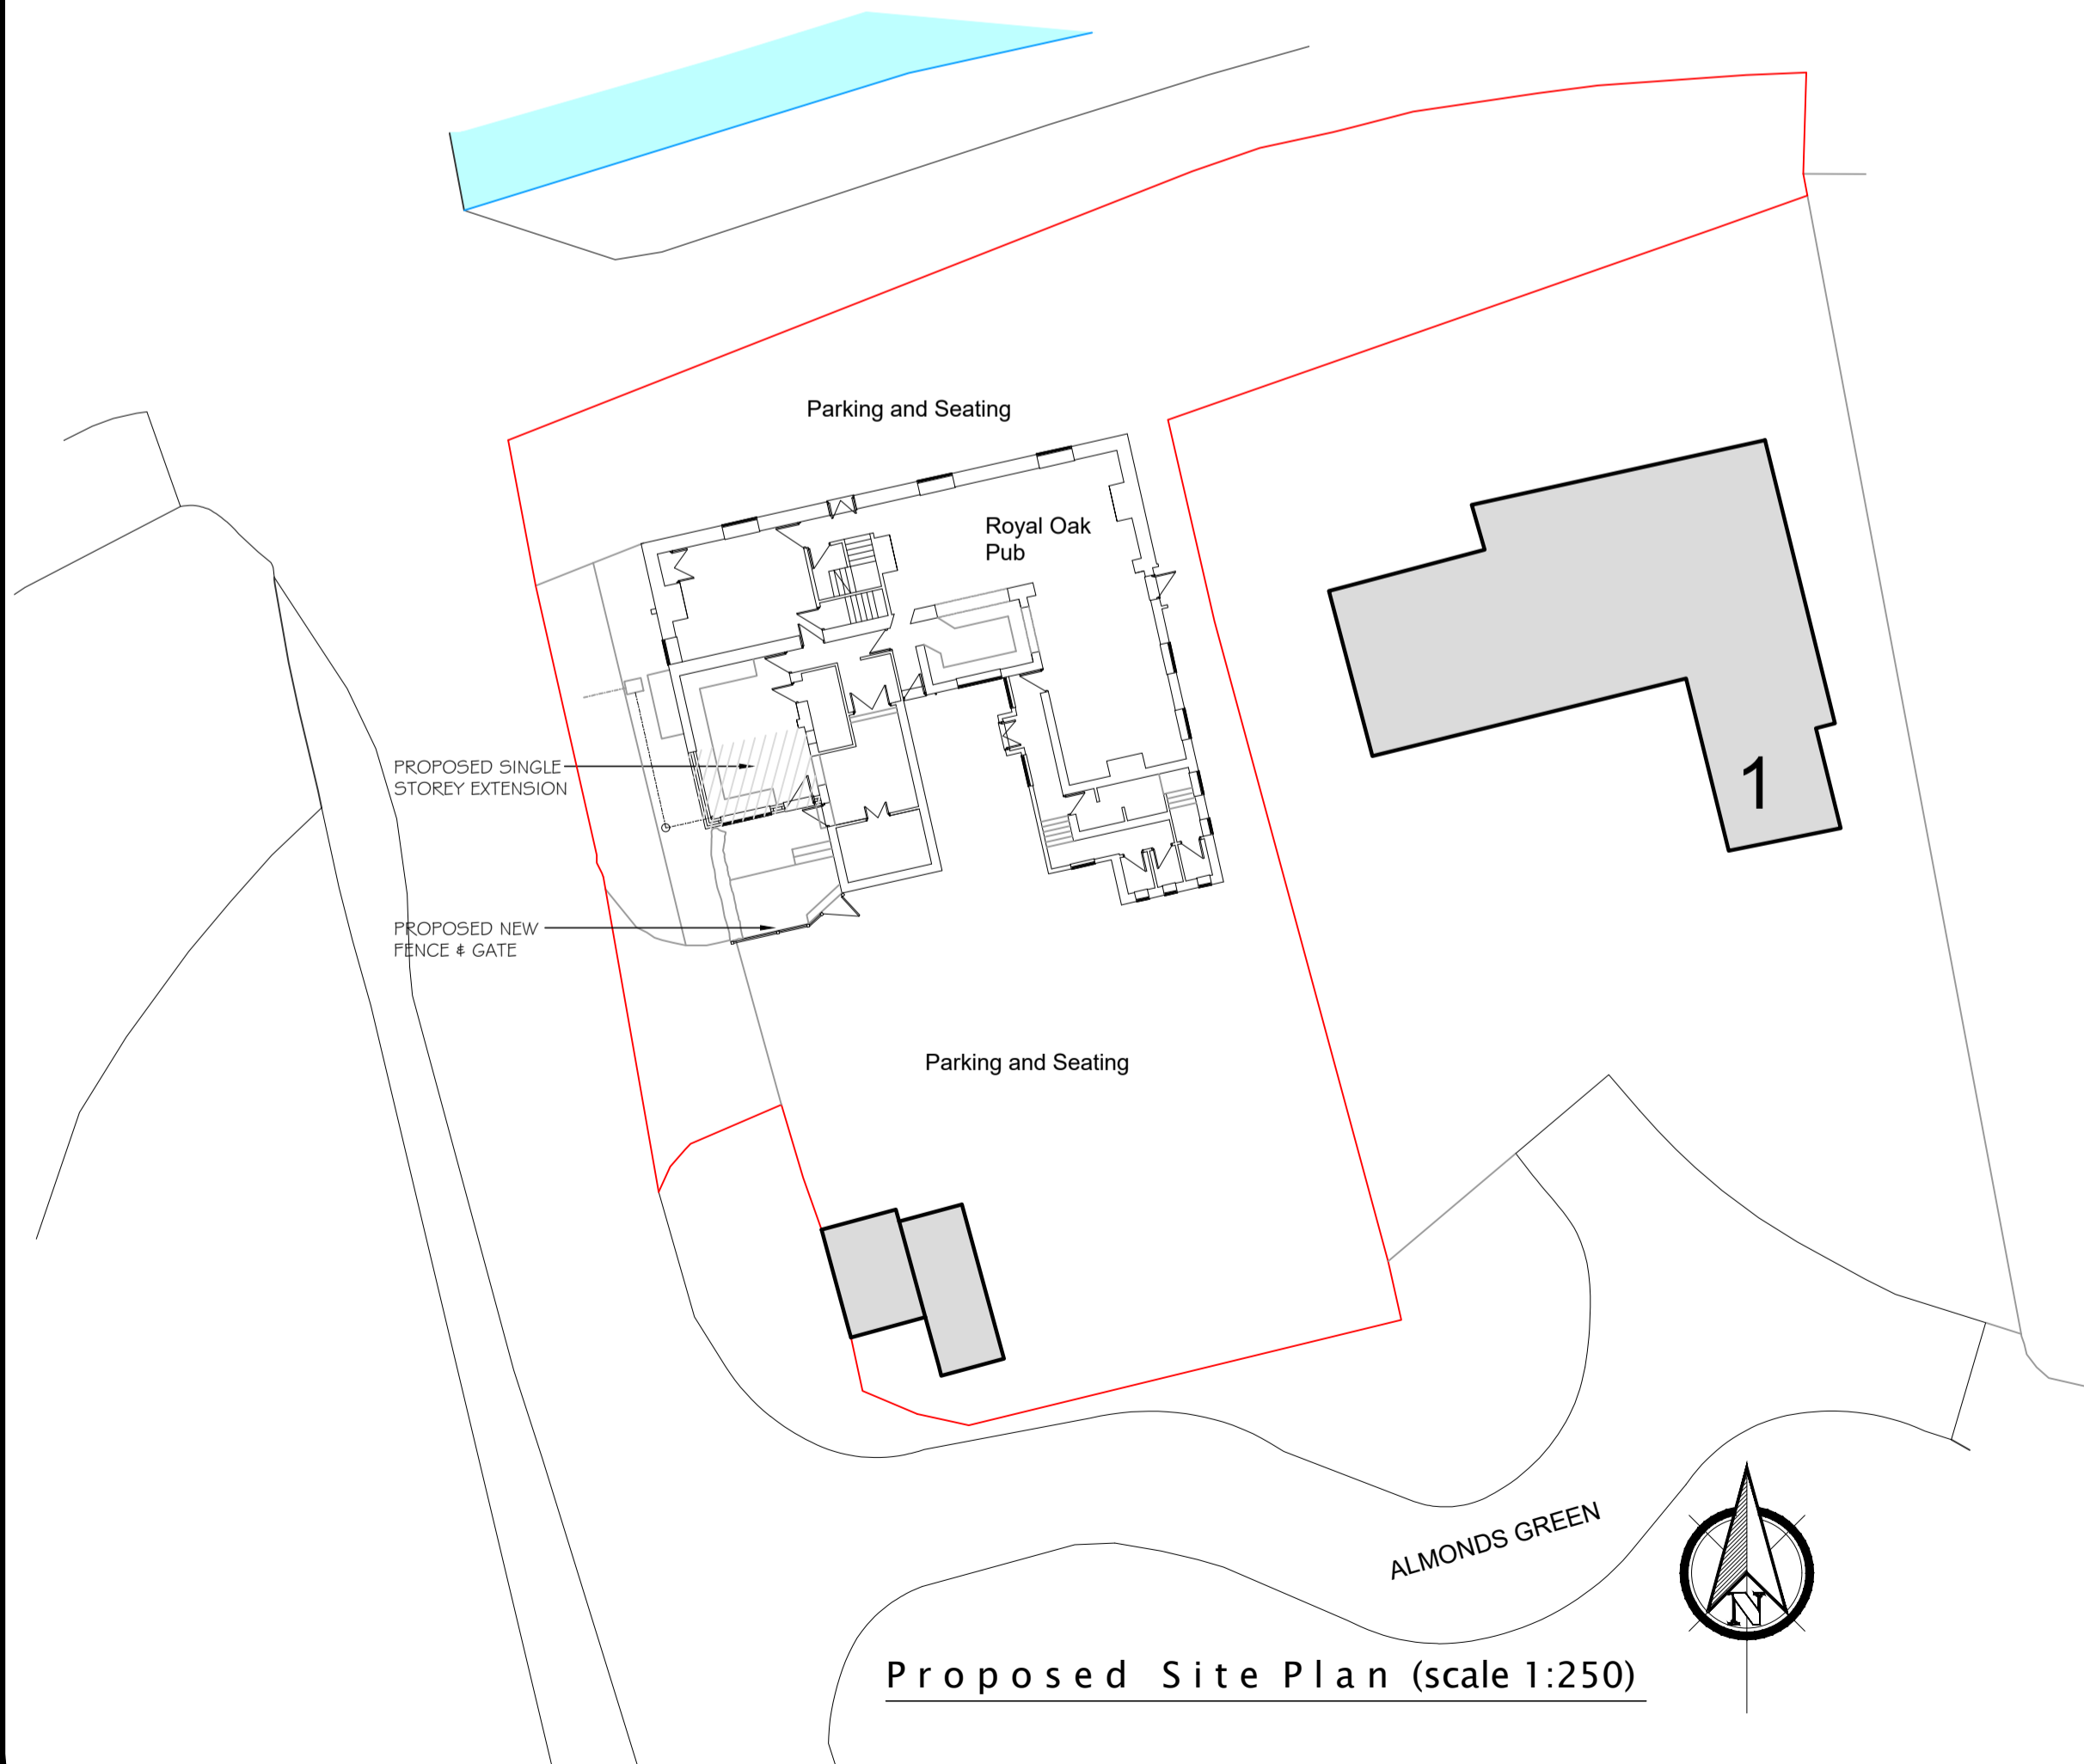 Parking and Seating
Royal Oak
Pub
PROPOSED SINGLE
STOREY EXTENSION
1
PROPOSED NEW
FENCE & GATE
Parking and Seating
ALMONDS GREEN
N
Proposed Site Plan (scale 1:250)